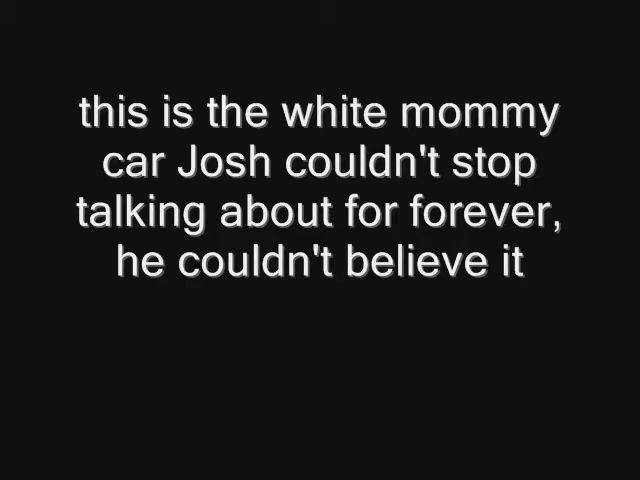 this is the white mommy
car Josh couldn't stop
talking about for forever,
he couldn't believe it